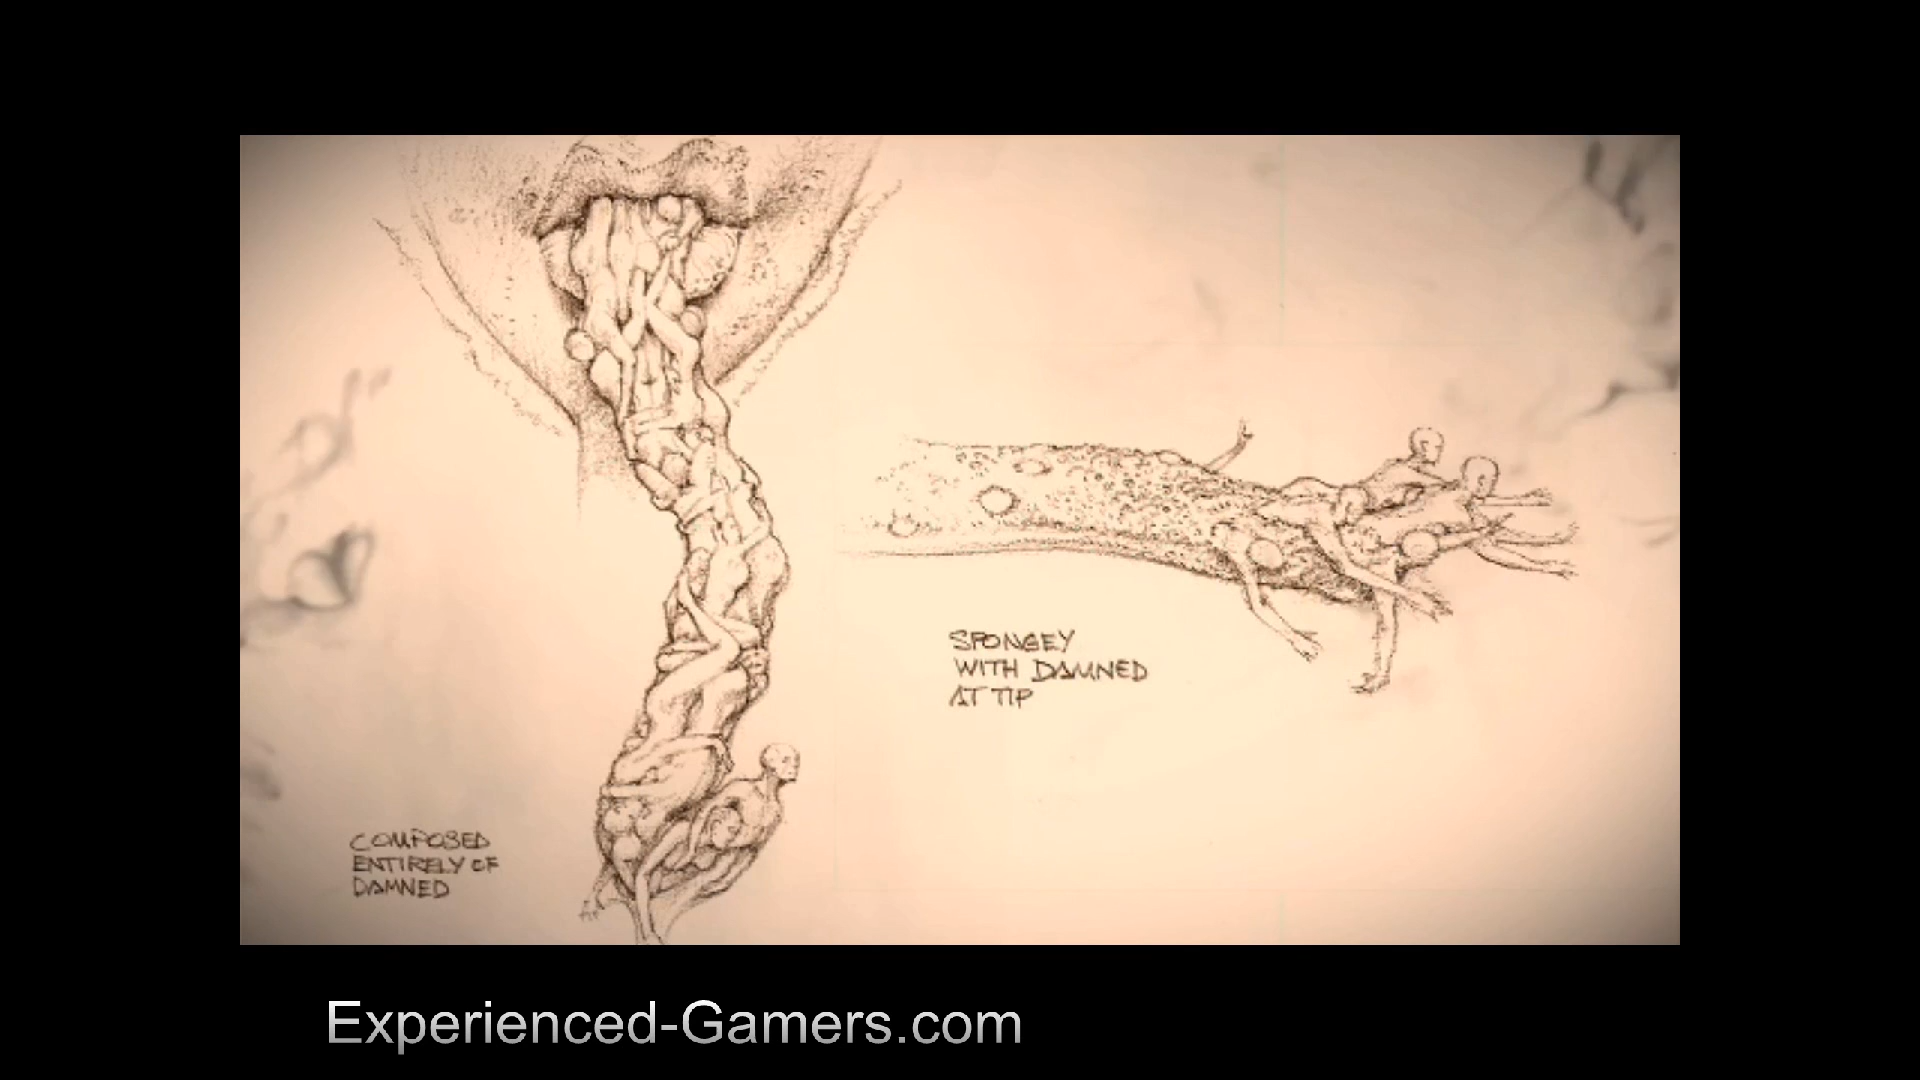 SPONGEY
WITH DAMNED
AT TIP
COMPOSED
ENTIRELY OF
DAMNED
Experienced-Gamers.com